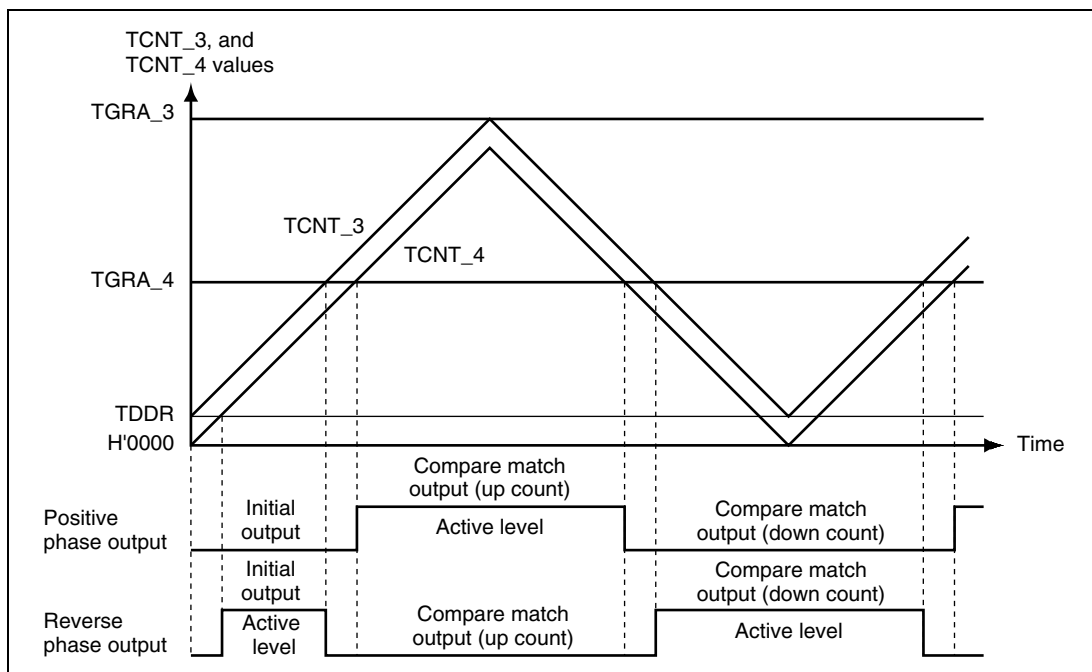 TCNT_3, and
TCNT_4 values
TGRA_3
TCNT_3
TCNT_4
TGRA_4
TDDR
H'0000
Time
Compare match
output (up count)
Positive
phase output
Initial
output
Active level
Compare match
output (down count)
Initial
output
Compare match
output (down count)
Reverse
phase output
Active
level
Compare match
output (up count)
Active level